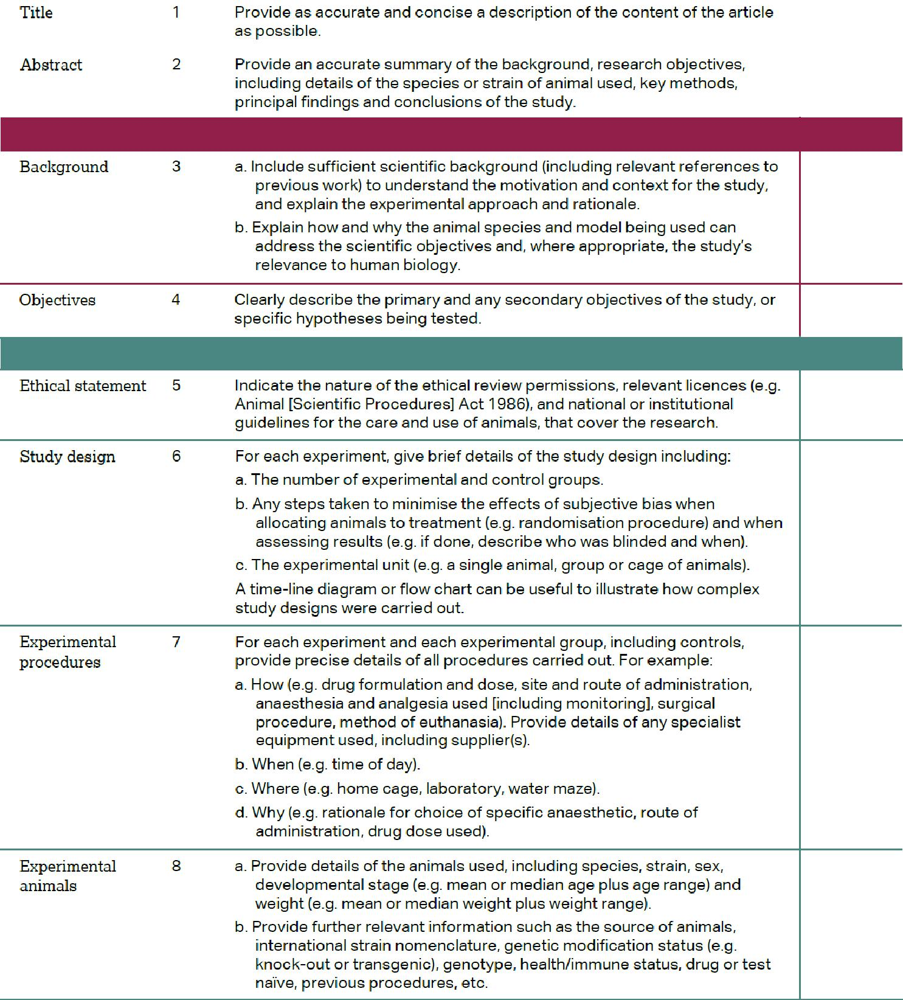 Title 1 Provide as accurate and concise a description of the content of the article
as possible.
Abstract 2 Provide an accurate summary of the background, research objectives,
including details of the species or strain of animal used, key methods,
principal findings and conclusions of the study.
Background 3 a. Include sufficient scientific background (including relevant references to
previous work) to understand the motivation and context for the study,
and explain the experimental approach and rationale.
b. Explain how and why the animal species and model being used can
address the scientific objectives and, where appropriate, the study's
relevance to human biology.
Objectives 4 Clearly describe the primary and any secondary objectives of the study, or
specific hypotheses being tested.
Ethical statement 5 Indicate the nature of the ethical review permissions, relevant licences (e.g.
Animal [Scientific Procedures] Act 1986), and national or institutional
guidelines for the care and use of animals, that cover the research.
Study design 6 For each experiment, give brief details of the study design including:
a. The number of experimental and control groups.
b. Any steps taken to minimise the effects of subjective bias when
allocating animals to treatment (e.g. randomisation procedure) and when
assessing results (e.g. if done, describe who was blinded and when).
c. The experimental unit (e.g. a single animal, group or cage of animals).
A time-line diagram or flow chart can be useful to illustrate how complex
study designs were carried out.
Experimental 7 For each experiment and each experimental group, including controls,
procedures provide precise details of all procedures carried out. For example:
a. How (e.g. drug formulation and dose, site and route of administration,
anaesthesia and analgesia used [including monitoring], surgical
procedure, method of euthanasia). Provide details of any specialist
equipment used, including supplier(s).
b. When (e.g. time of day).
c. Where (e.g. home cage, laboratory, water maze).
d. Why (e.g. rationale for choice of specific anaesthetic, route of
administration, drug dose used).
Experimental 8 a. Provide details of the animals used, including species, strain, sex,
animals developmental stage (e.g. mean or median age plus age range) and
weight (e.g. mean or median weight plus weight range).
b. Provide further relevant information such as the source of animals,
international strain nomenclature, genetic modification status (e.g.
knock-out or transgenic), genotype, health/immune status, drug or test
naïve, previous procedures, etc.